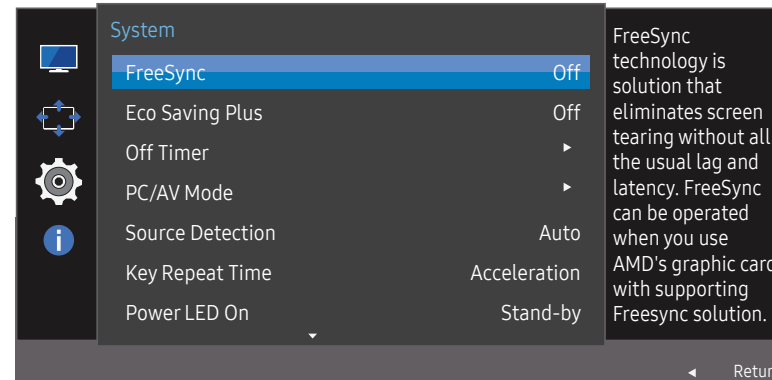 System
FreeSync Off
Eco Saving Plus Off
Off Timer
PC/AV Mode
Source Detection Auto
Key Repeat Time Acceleration
Power LED On Stand-by
FreeSync
technology is
solution that
eliminates screen
tearing without all
the usual lag and
latency. FreeSync
can be operated
when you use
AMD's graphic card
with supporting
Freesync solution.
Retur